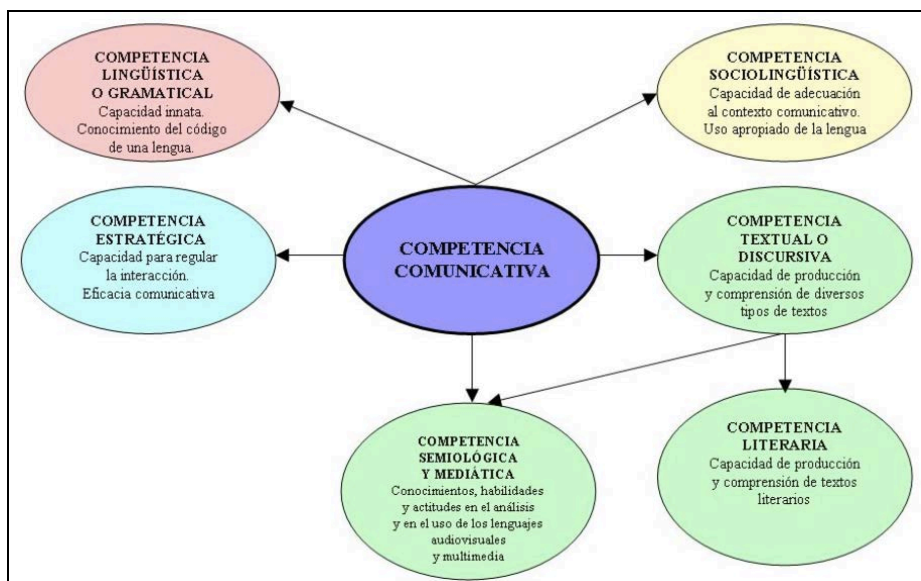 COMPETENCIA
LINGÜÍSTICA
O GRAMATICAL
Capacidad innata.
Conocimiento del código
de una lengua.
COMPETENCIA
SOCIOLINGÜÍSTICA
Capacidad de adecuación
al contexto comunicativo.
Uso apropiado de la lengua
COMPETENCIA
ESTRATÉGICA
Capacidad para regular
la interacción.
Eficacia comunicativa
COMPETENCIA
COMUNICATIVA
COMPETENCIA
TEXTUAL O
DISCURSIVA
Capacidad de producción
y comprensión de diversos
tipos de textos
COMPETENCIA
SEMIOLÓGICA
Y MEDIÁTICA
Conocimientos, habilidades
y actitudes en el análisis
y en el uso de los lenguajes
audiovisuales
y multimedia
COMPETENCIA
LITERARIA
Capacidad de producción
y comprensión de textos
literarios